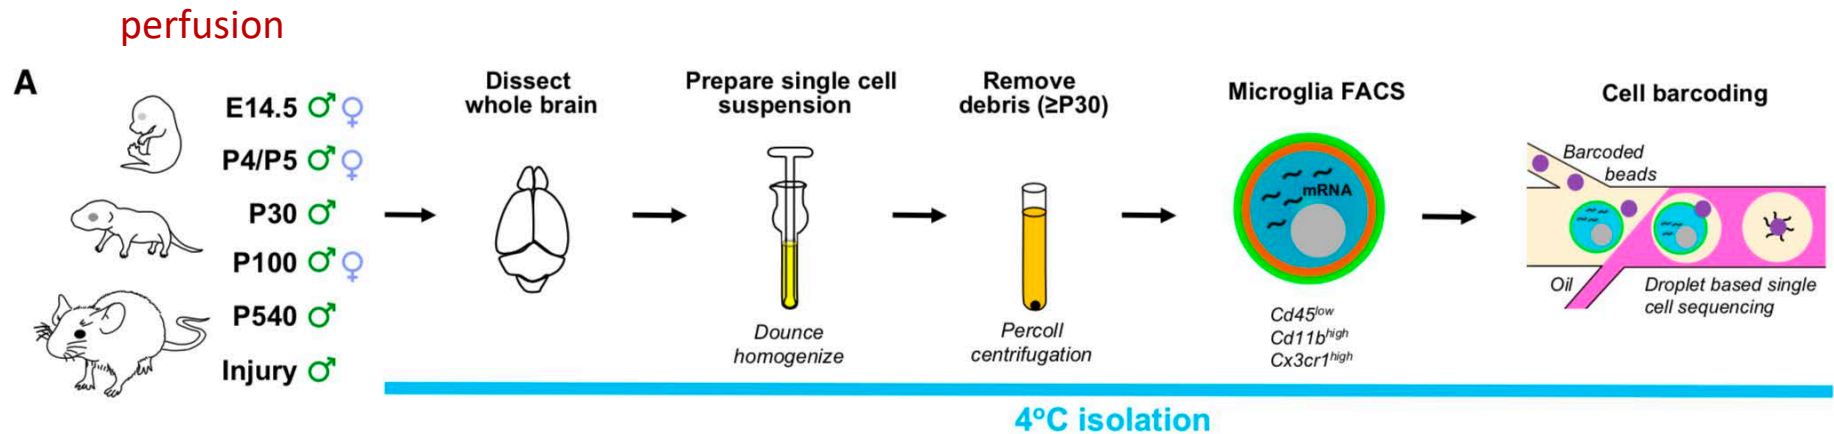 perfusion
A
E14.5 ♂ ♀
P4/P5 ♂ ♀
P30 ♂
P100 ♂ ♀
P540 ♂
Injury ♂
Dissect
whole brain
Prepare single cell
suspension
Dounce
homogenize
Remove
debris (≥P30)
Percoll
centrifugation
Microglia FACS
mRNA
Cd45low
Cd11bhigh
Cx3cr1high
Cell barcoding
Barcoded
beads
Oil
Droplet based single
cell sequencing
4ºC isolation